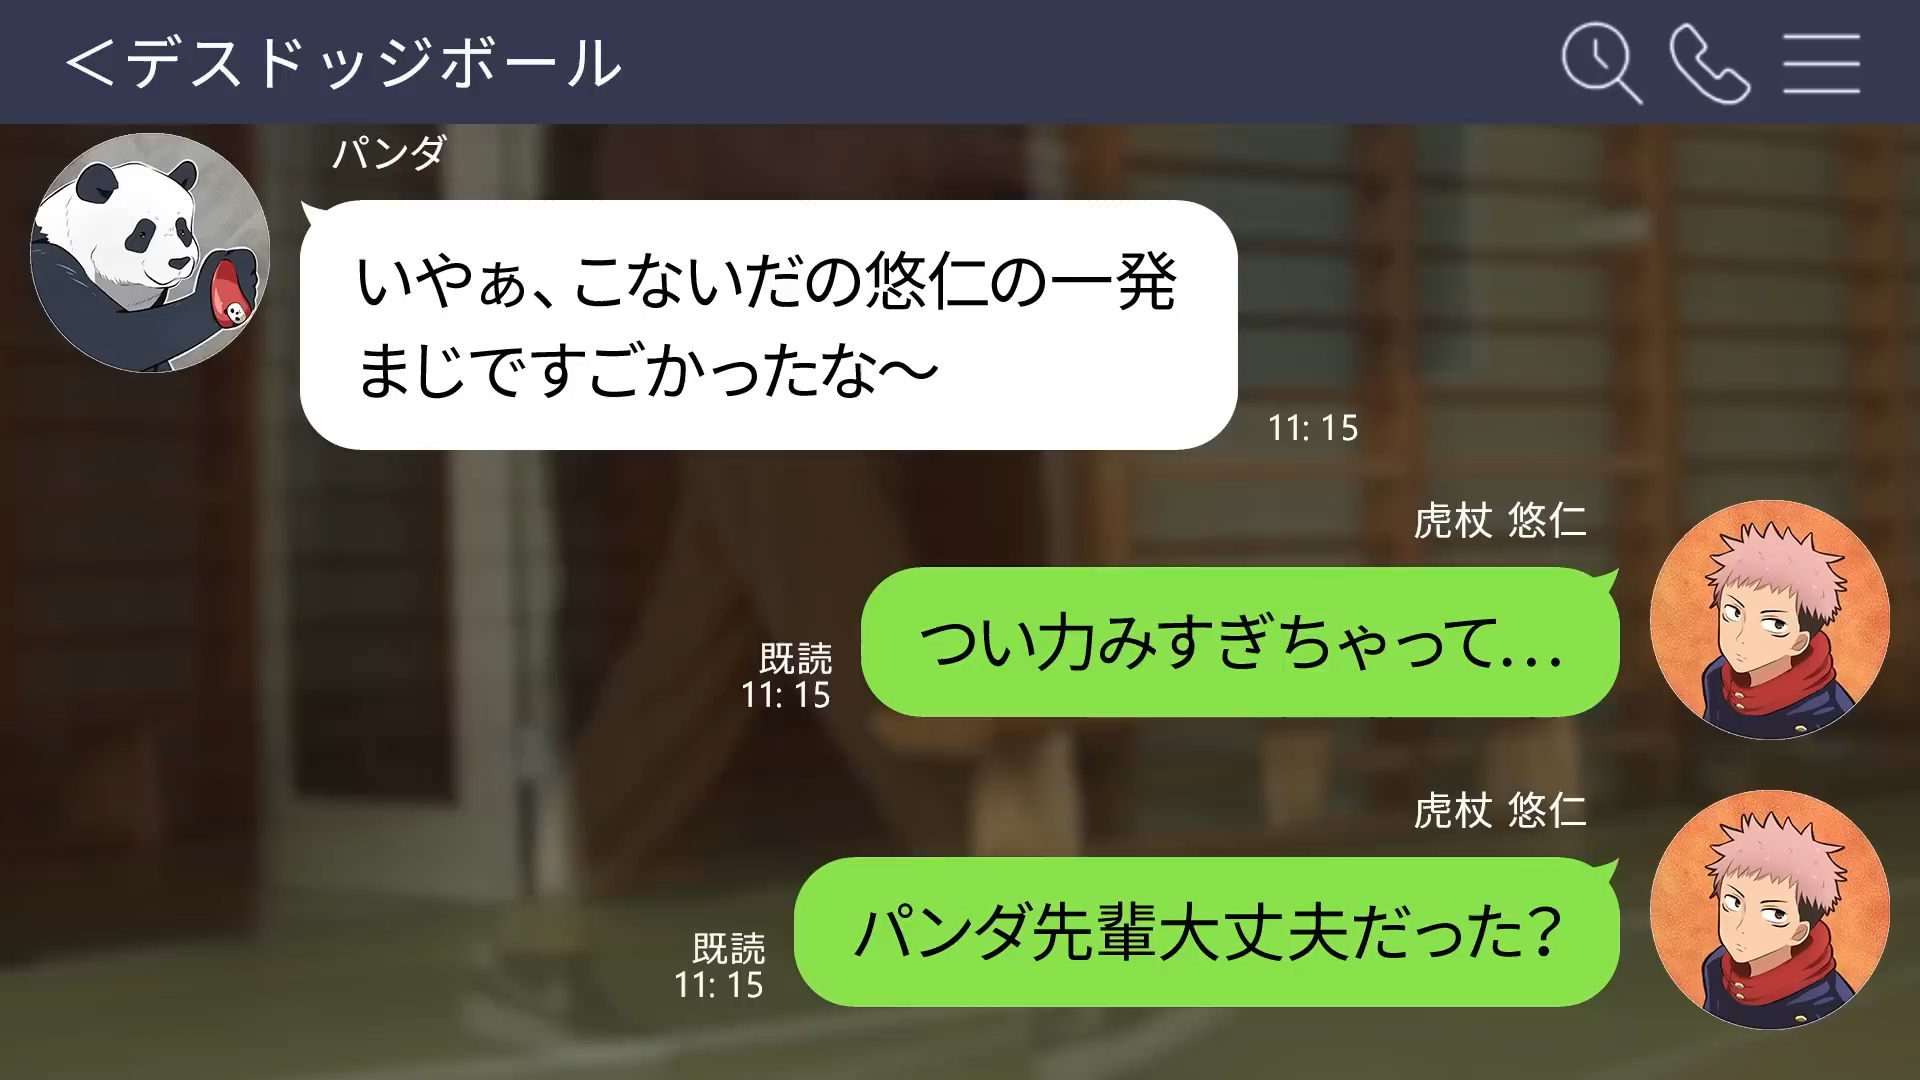 ＜デスドッジボール
パンダ
いやぁ、こないだの悠仁の一発
まじですごかったな～
11: 15
虎杖 悠仁
つい力みすぎちゃって…
既読
11: 15
虎杖 悠仁
パンダ先輩大丈夫だった？
既読
11: 15